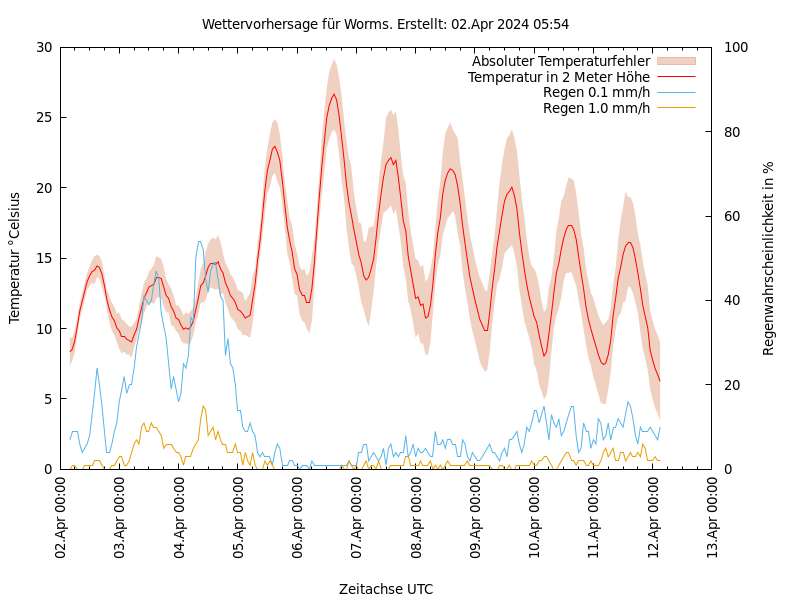 Wettervorhersage für Worms. Erstellt: 02.Apr 2024 05:54
Absoluter Temperaturfehler
Temperatur in 2 Meter Höhe
Regen 0.1 mm/h
Regen 1.0 mm/h
Temperatur °Celsius
30
25
20
15
10
5
0
100
80
60
40
20
0
Regenwahrscheinlichkeit in %
02.Apr 00:00
03.Apr 00:00
04.Apr 00:00
05.Apr 00:00
06.Apr 00:00
07.Apr 00:00
08.Apr 00:00
09.Apr 00:00
10.Apr 00:00
11.Apr 00:00
12.Apr 00:00
13.Apr 00:00
Zeitachse UTC